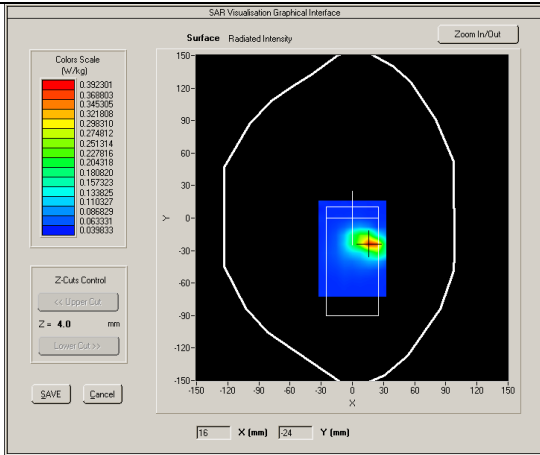 SAR Visualisation Graphical Interface
Surface Radiated Intensity
Zoom In/Out
Colors Scale
(W/kg)
0.392301
0.368803
0.345305
0.321808
0.298310
0.274812
0.251314
0.227816
0.204318
0.180820
0.157323
0.133825
0.110327
0.086829
0.063331
0.039833
Z-Cuts Control
<< Upper Cut
Z = 4.0 mm
Lower Cut >>
SAVE
Cancel
150
120
90
60
30
0
-30
-60
-90
-120
-150
Y
-150 -120 -90 -60 -30 0 30 60 90 120 150
X
16 X (mm) -24 Y (mm)